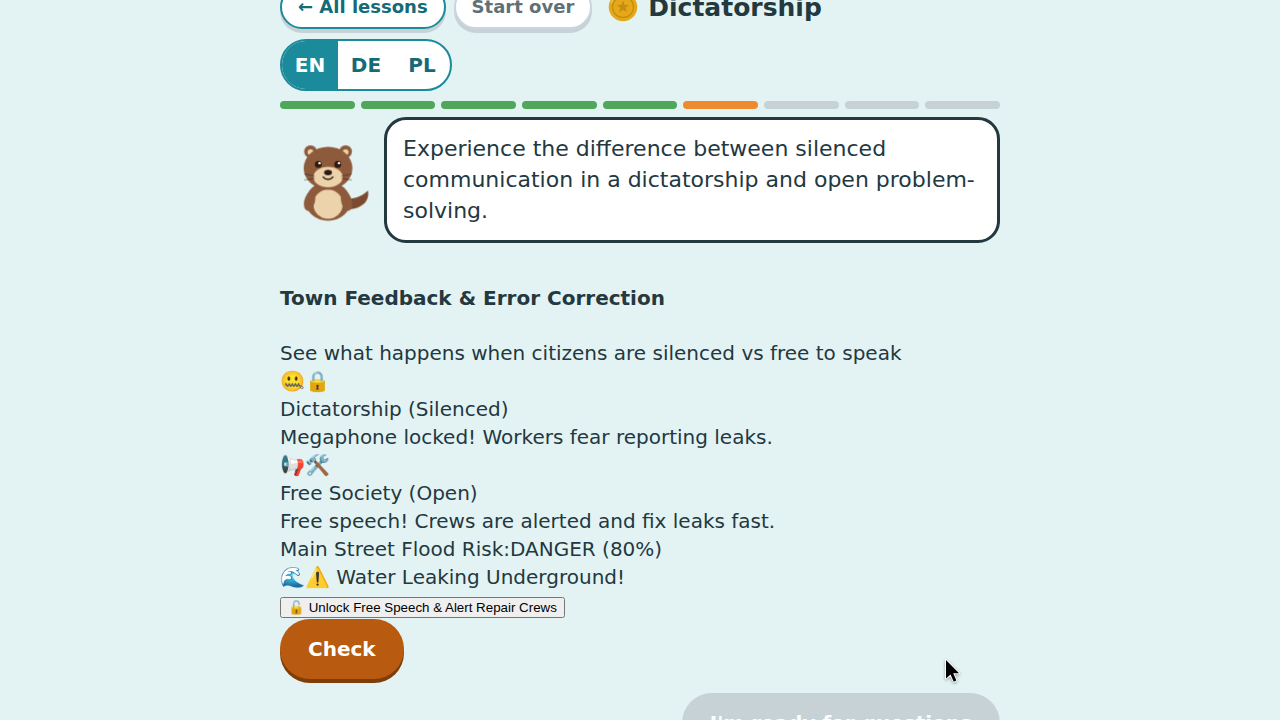 ← All lessons
Start over
Dictatorship
EN DE PL
Experience the difference between silenced
communication in a dictatorship and open problem-
solving.
Town Feedback & Error Correction
See what happens when citizens are silenced vs free to speak
🤐🔒
Dictatorship (Silenced)
Megaphone locked! Workers fear reporting leaks.
📢🛠️
Free Society (Open)
Free speech! Crews are alerted and fix leaks fast.
Main Street Flood Risk:DANGER (80%)
🌊⚠️ Water Leaking Underground!
🔓 Unlock Free Speech & Alert Repair Crews
Check
I'm ready for questions